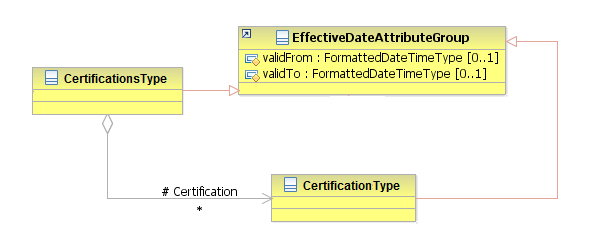 EffectiveDateAttributeGroup
validFrom : FormattedDateTimeType [0..1]
validTo : FormattedDateTimeType [0..1]
CertificationsType
# Certification
*
CertificationType